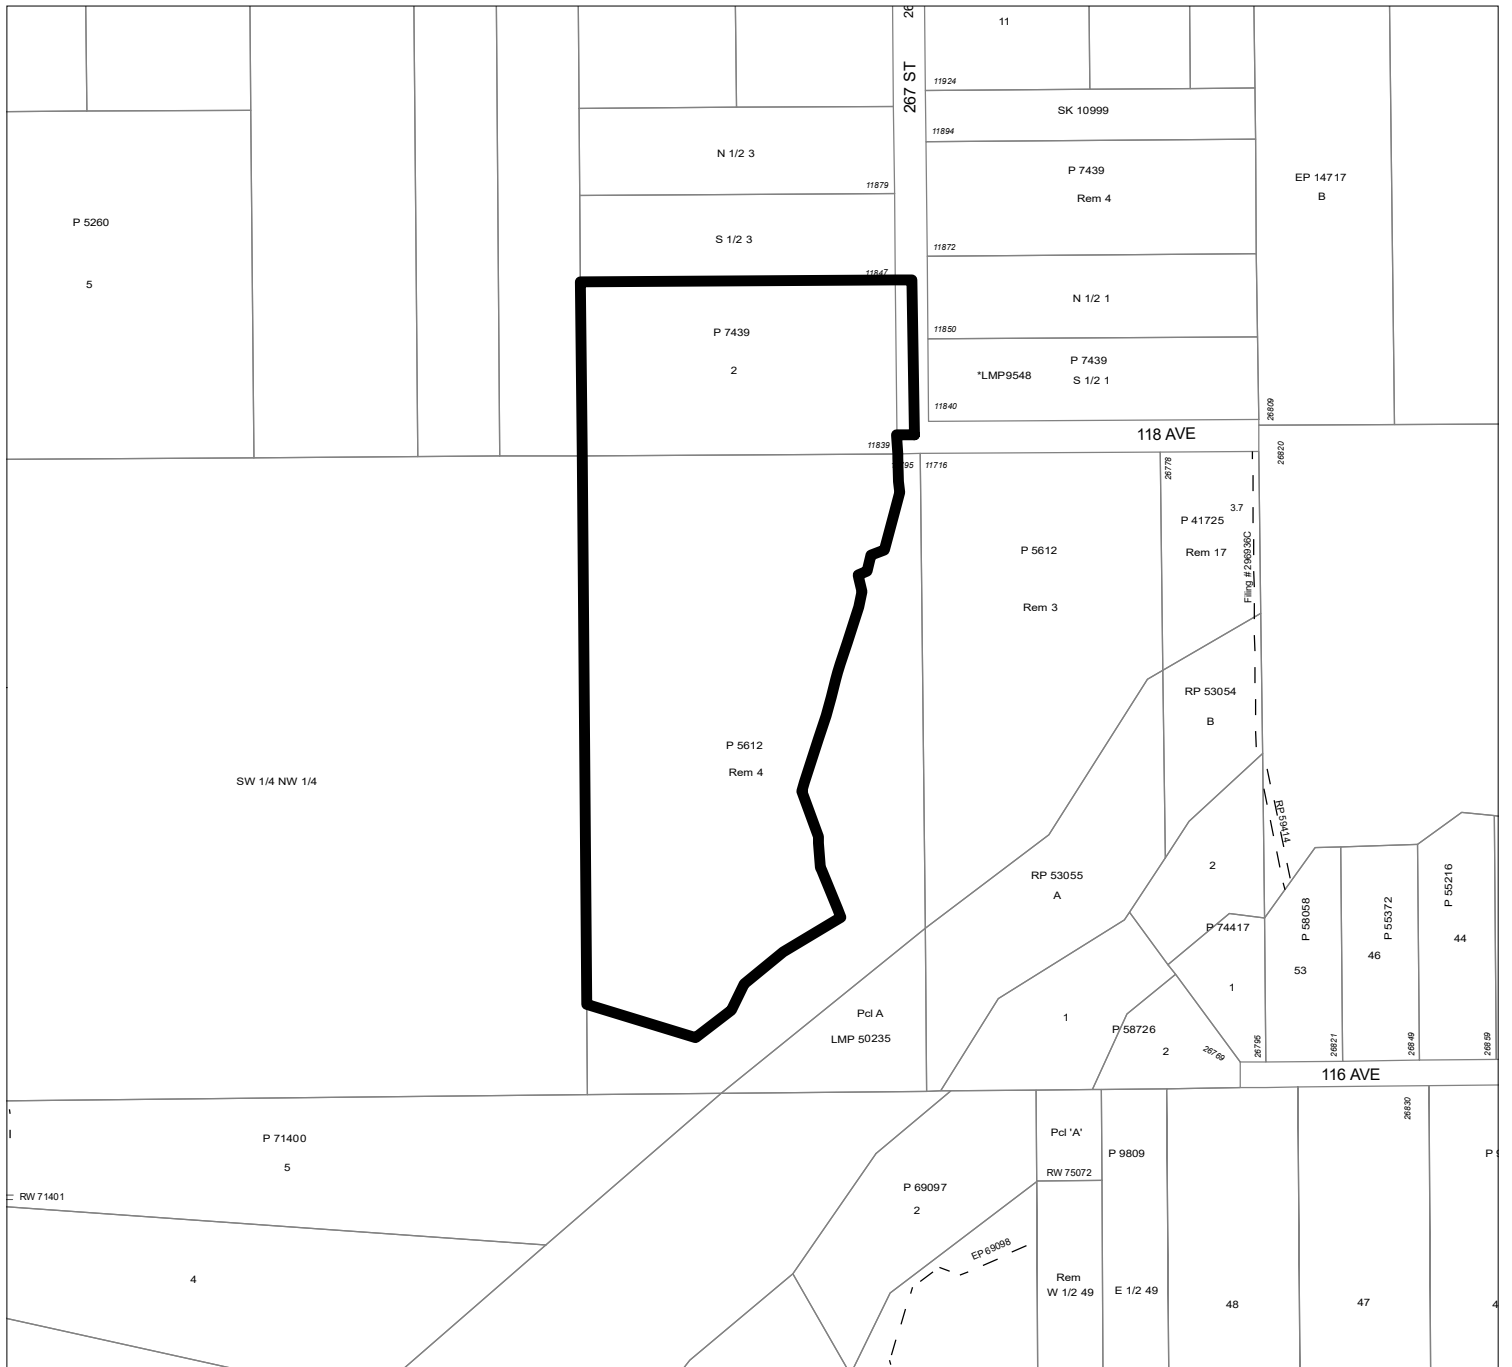 26
11
267 ST
11924
SK 10999
11894
N 1/2 3
P 7439
Rem 4
EP 14717
B
11879
P 5260
5
S 1/2 3
11872
11847
N 1/2 1
P 7439
2
11850
P 7439
*LMP9548
S 1/2 1
11840
26809
118 AVE
11839
26820
95
11716
26778
3.7
P 41725
Rem 17
Filing # 296936C
P 5612
Rem 3
RP 53054
B
P 5612
Rem 4
SW 1/4 NW 1/4
RP 59414
2
RP 53055
A
P 55216
P 58058
P 55372
P 74417
44
46
53
1
Pcl A
1
LMP 50235
P 58726
2
26769
26795
26821
26849
26859
116 AVE
26830
P 71400
5
Pcl 'A'
P 9809
RW 75072
RW 71401
P 69097
2
EP69098
4
Rem
W 1/2 49
E 1/2 49
48
47